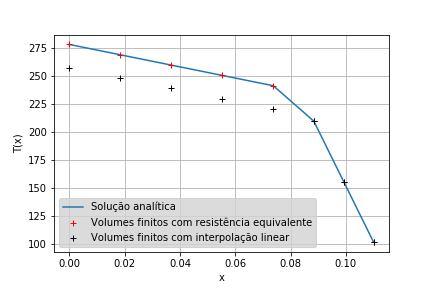 275
250
225
200
175
150
125
100
T(x)
Solução analítica
Volumes finitos com resistência equivalente
Volumes finitos com interpolação linear
0.00 0.02 0.04 0.06 0.08 0.10
x